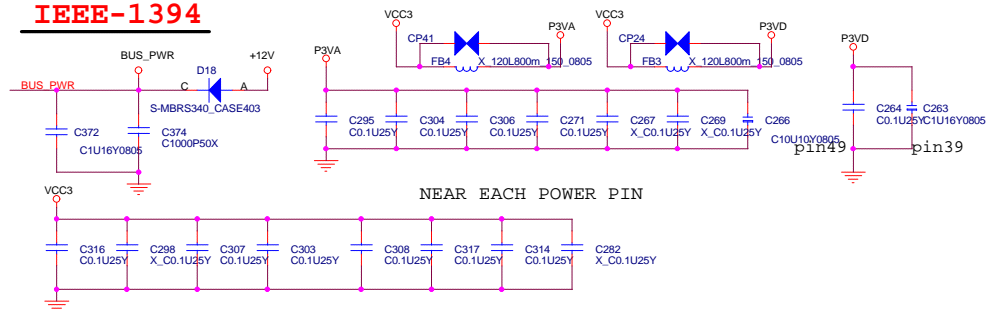 IEEE-1394
VCC3
P3VA
VCC3
P3VD
CP41
CP24
FB4
X_120L800m_150_0805
FB3
X_120L800m_150_0805
BUS_PWR
+12V
P3VA
P3VD
D18
BUS_PWR
C
A
S-MBRS340_CASE403
C372
C1U16Y0805
C374
C1000P50X
C295
C0.1U25Y
C304
C0.1U25Y
C306
C0.1U25Y
C271
C0.1U25Y
C267
X_C0.1U25Y
C269
X_C0.1U25Y
C266
C10U10Y0805
C264
C0.1U25Y
C263
C1U16Y0805
pin49
pin39
NEAR EACH POWER PIN
VCC3
C316
C0.1U25Y
C298
X_C0.1U25Y
C307
C0.1U25Y
C303
C0.1U25Y
C308
C0.1U25Y
C317
C0.1U25Y
C314
C0.1U25Y
C282
X_C0.1U25Y